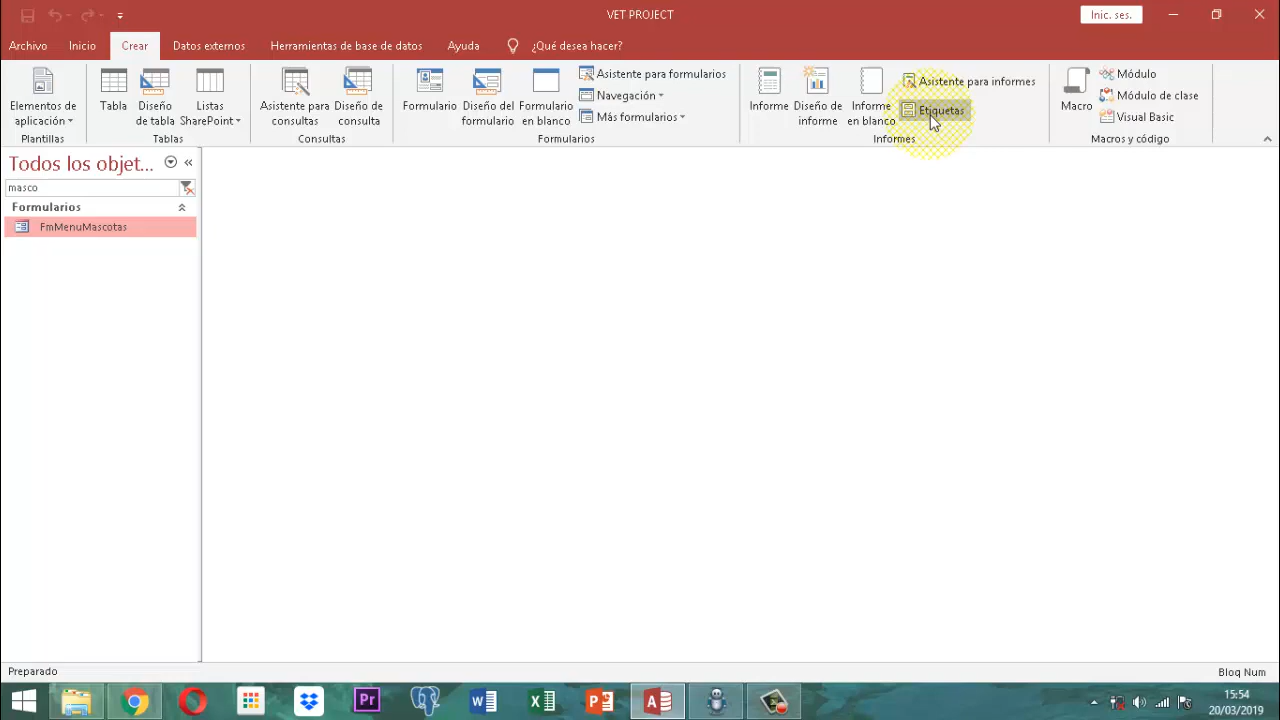 VET PROJECT
Inic. ses.
Archivo Inicio Crear Datos externos Herramientas de base de datos Ayuda ¿Qué desea hacer?
Elementos de aplicación
Plantillas
Tabla
Diseño de tabla
Listas SharePoint
Tablas
Asistente para consultas
Diseño de consulta
Consultas
Formulario
Diseño del formulario
Formulario en blanco
Asistente para formularios
Navegación
Más formularios
Formularios
Informe
Diseño de informe
Informe en blanco
Asistente para informes
Etiquetas
Informes
Macro
Módulo
Módulo de clase
Visual Basic
Macros y código
Todos los objet...
masco
Formularios
FmMenuMascotas
Preparado
Bloq Num
Pr
15:54
20/03/2019